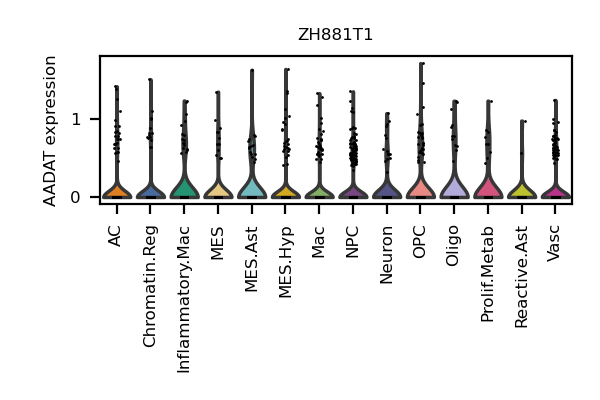 ZH881T1
AADAT expression
1
0
AC
Chromatin.Reg
Inflammatory.Mac
MES
MES.Ast
MES.Hyp
Mac
NPC
Neuron
OPC
Oligo
Prolif.Metab
Reactive.Ast
Vasc